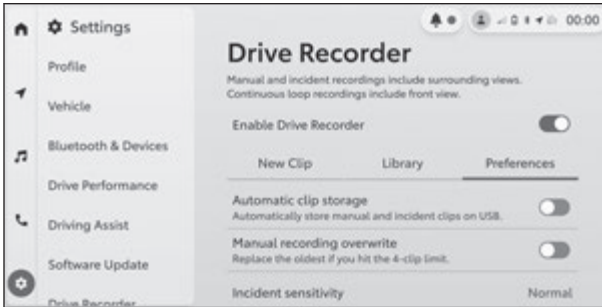 Settings
00:00
Profile
Vehicle
Bluetooth & Devices
Drive Performance
Driving Assist
Software Update
Drive Recorder
Drive Recorder
Manual and incident recordings include surrounding views.
Continuous loop recordings include front view.
Enable Drive Recorder
New Clip Library Preferences
Automatic clip storage
Automatically store manual and incident clips on USB.
Manual recording overwrite
Replace the oldest if you hit the 4-clip limit.
Incident sensitivity Normal